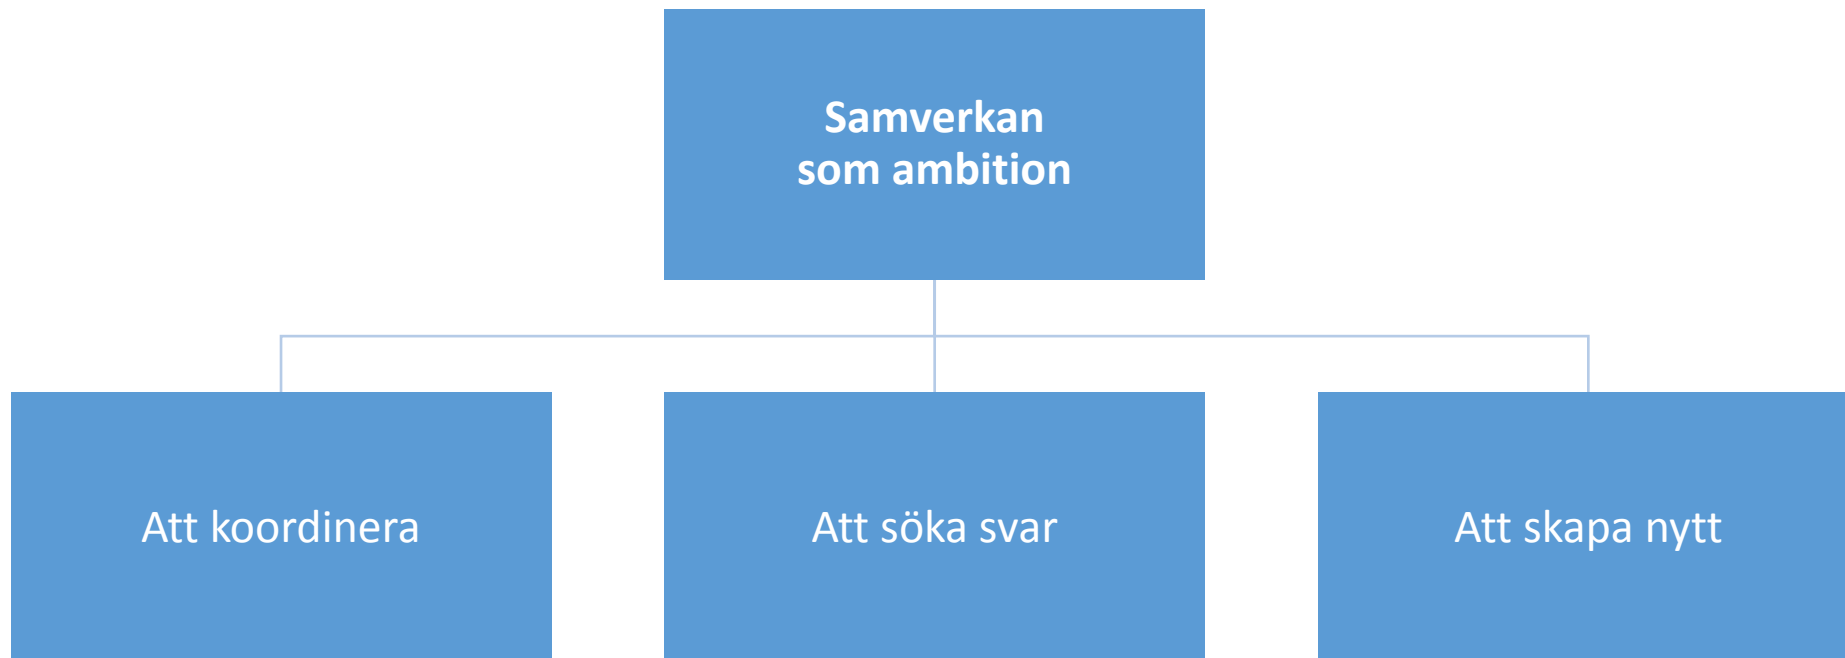 Samverkan
som ambition
Att koordinera
Att söka svar
Att skapa nytt